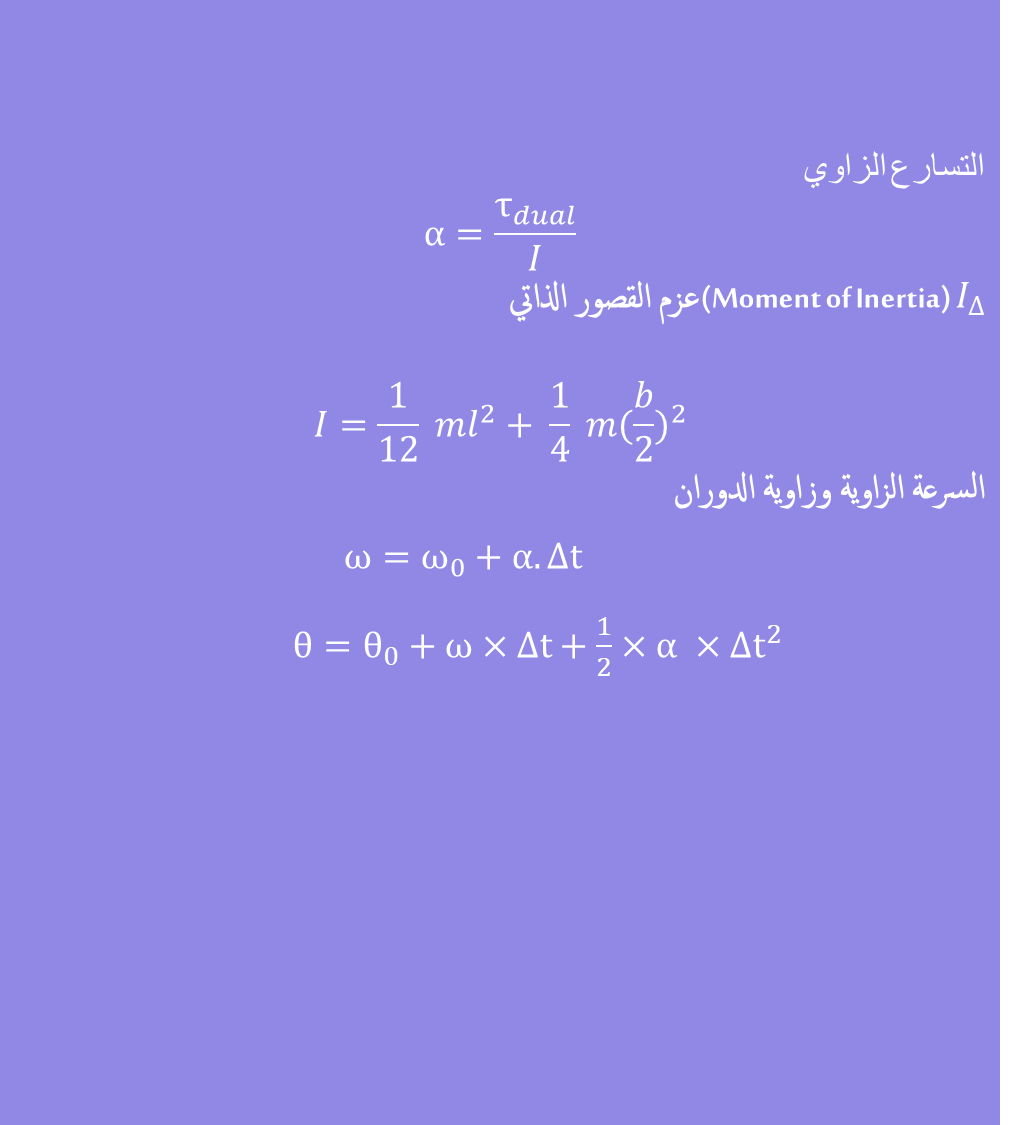 التسارع الزاوي
α = τ_dual / I
I_Δ (Moment of Inertia)عزم القصور الذاتي
I = 1/12 ml² + 1/4 m(b/2)²
السرعة الزاوية وزاوية الدوران
ω = ω₀ + α. Δt
θ = θ₀ + ω × Δt + 1/2 × α × Δt²